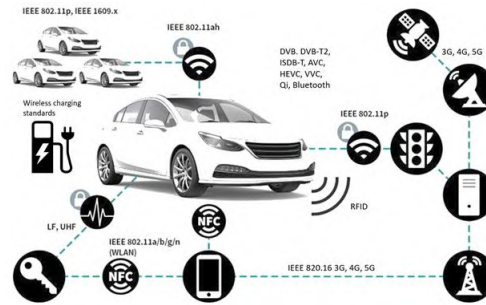 IEEE 802.11p, IEEE 1609.x
IEEE 802.11ah
DVB. DVB-T2,
ISDB-T, AVC,
HEVC, VVC,
Qi, Bluetooth
3G, 4G, 5G
Wireless charging
standards
IEEE 802.11p
RFID
LF, UHF
NFC
IEEE 802.11a/b/g/n
(WLAN)
NFC
IEEE 820.16 3G, 4G, 5G